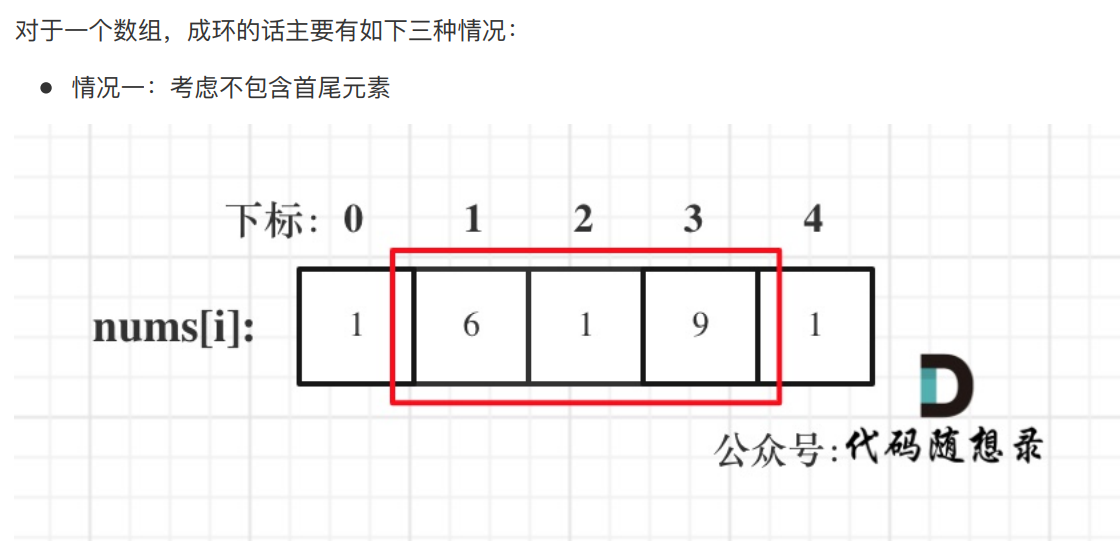 对于一个数组，成环的话主要有如下三种情况：
● 情况一：考虑不包含首尾元素
下标：0 1 2 3 4
nums[i]: 1 6 1 9 1
公众号:代码随想录